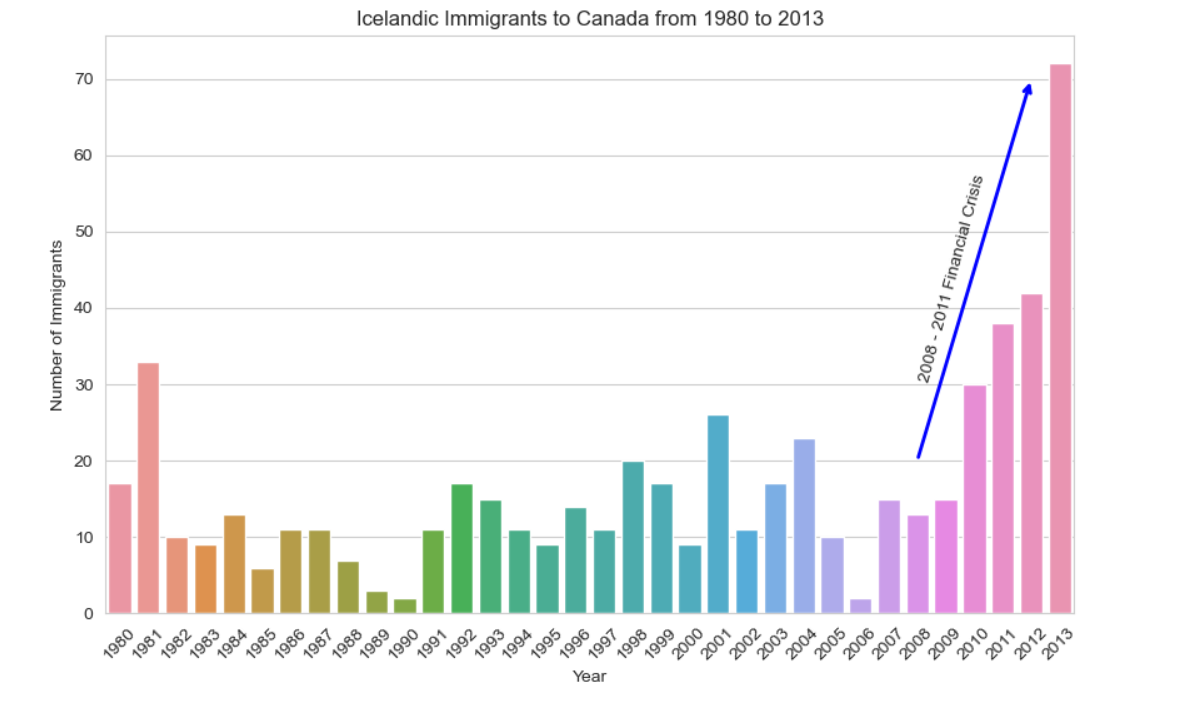 Icelandic Immigrants to Canada from 1980 to 2013
Number of Immigrants
70
60
50
40
30
20
10
0
2008 - 2011 Financial Crisis
1980 1981 1982 1983 1984 1985 1986 1987 1988 1989 1990 1991 1992 1993 1994 1995 1996 1997 1998 1999 2000 2001 2002 2003 2004 2005 2006 2007 2008 2009 2010 2011 2012 2013
Year